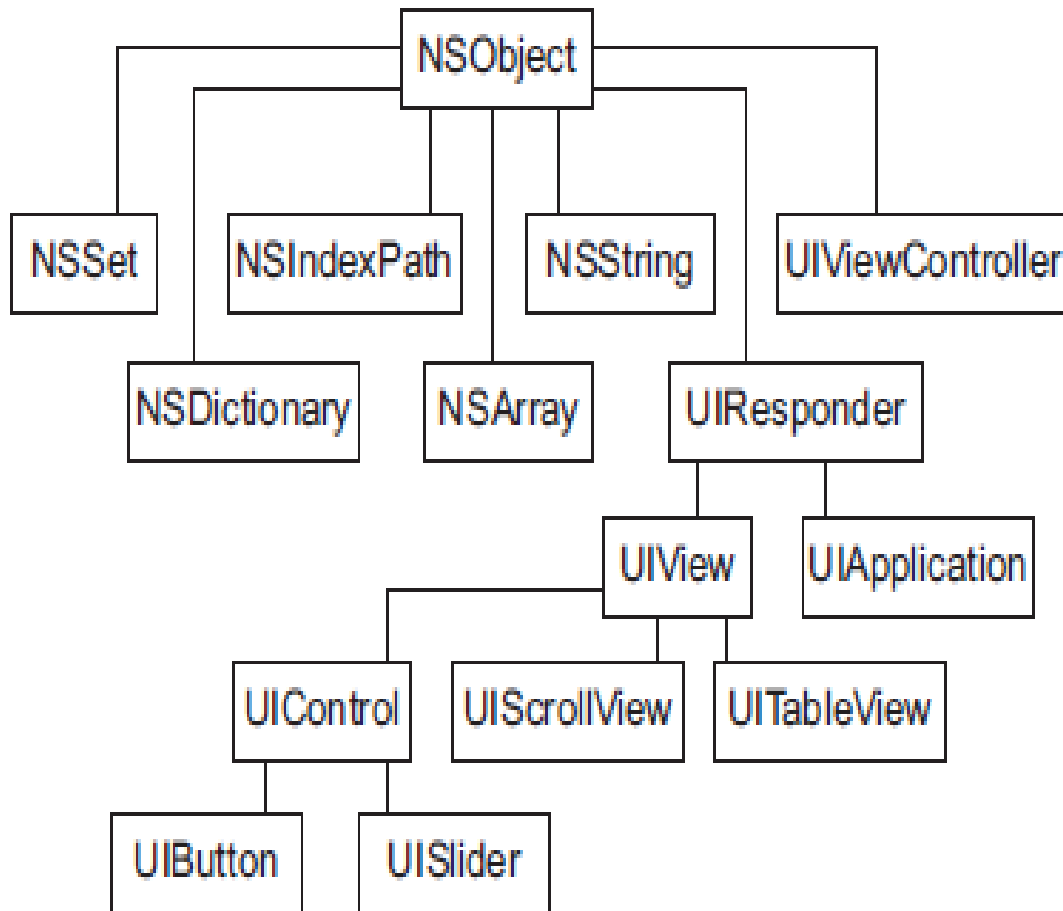 NSObject
NSSet
NSIndexPath
NSString
UIViewController
NSDictionary
NSArray
UIResponder
UIView
UIApplication
UIControl
UIScrollView
UITableView
UIButton
UISlider